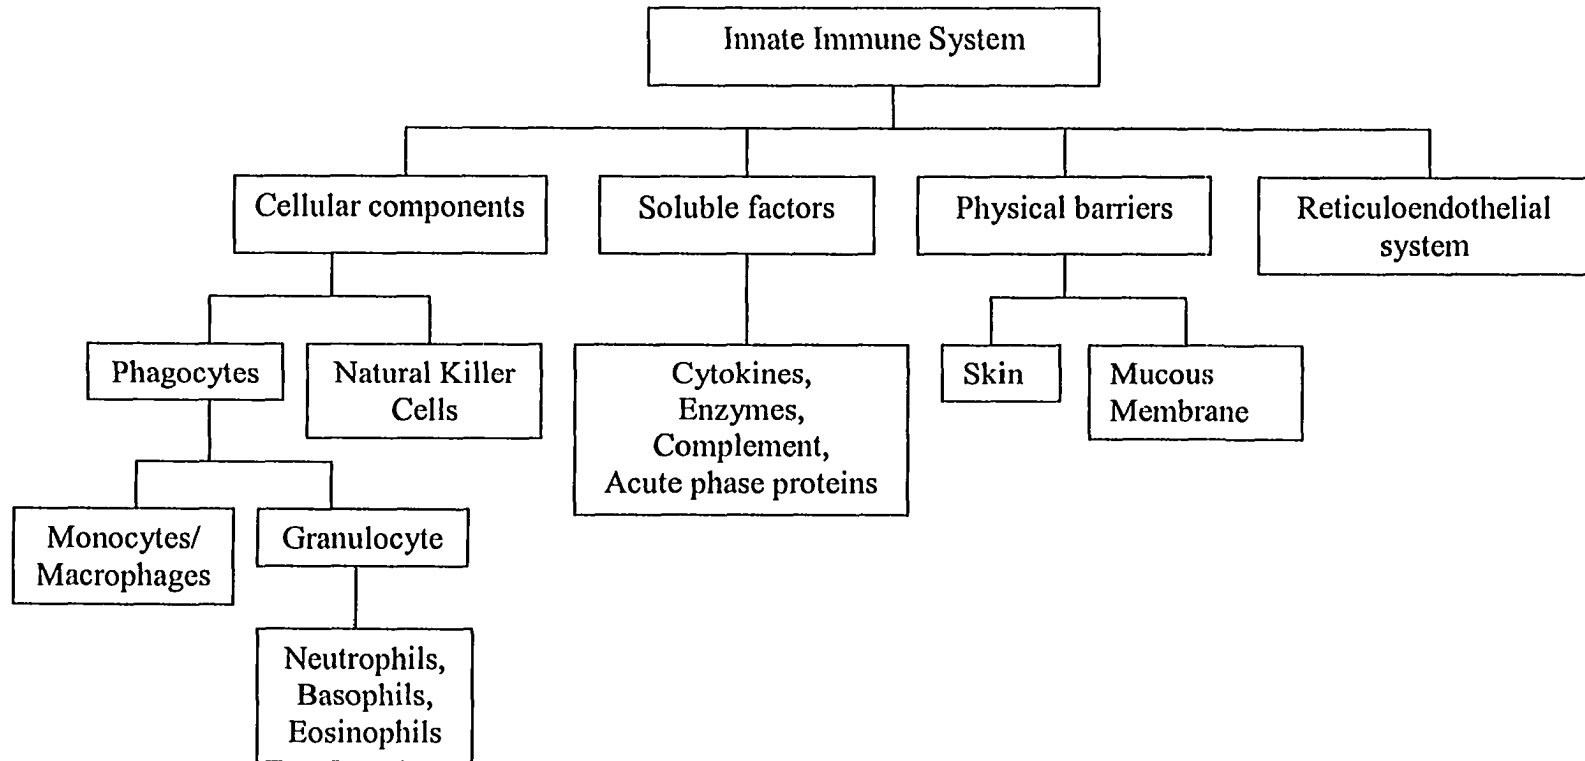 Innate Immune System
Cellular components
Soluble factors
Physical barriers
Reticuloendothelial
system
Phagocytes
Natural Killer
Cells
Cytokines,
Enzymes,
Complement,
Acute phase proteins
Skin
Mucous
Membrane
Monocytes/
Macrophages
Granulocyte
Neutrophils,
Basophils,
Eosinophils